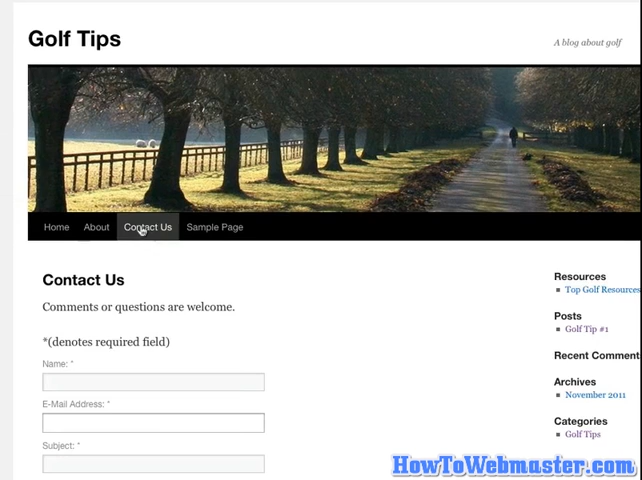 Golf Tips
A blog about golf
Home About Contact Us Sample Page
Contact Us
Comments or questions are welcome.
*(denotes required field)
Name: *
E-Mail Address: *
Subject: *
Resources
Top Golf Resources
Posts
Golf Tip #1
Recent Comment
Archives
November 2011
Categories
Golf Tips
HowToWebmaster.com